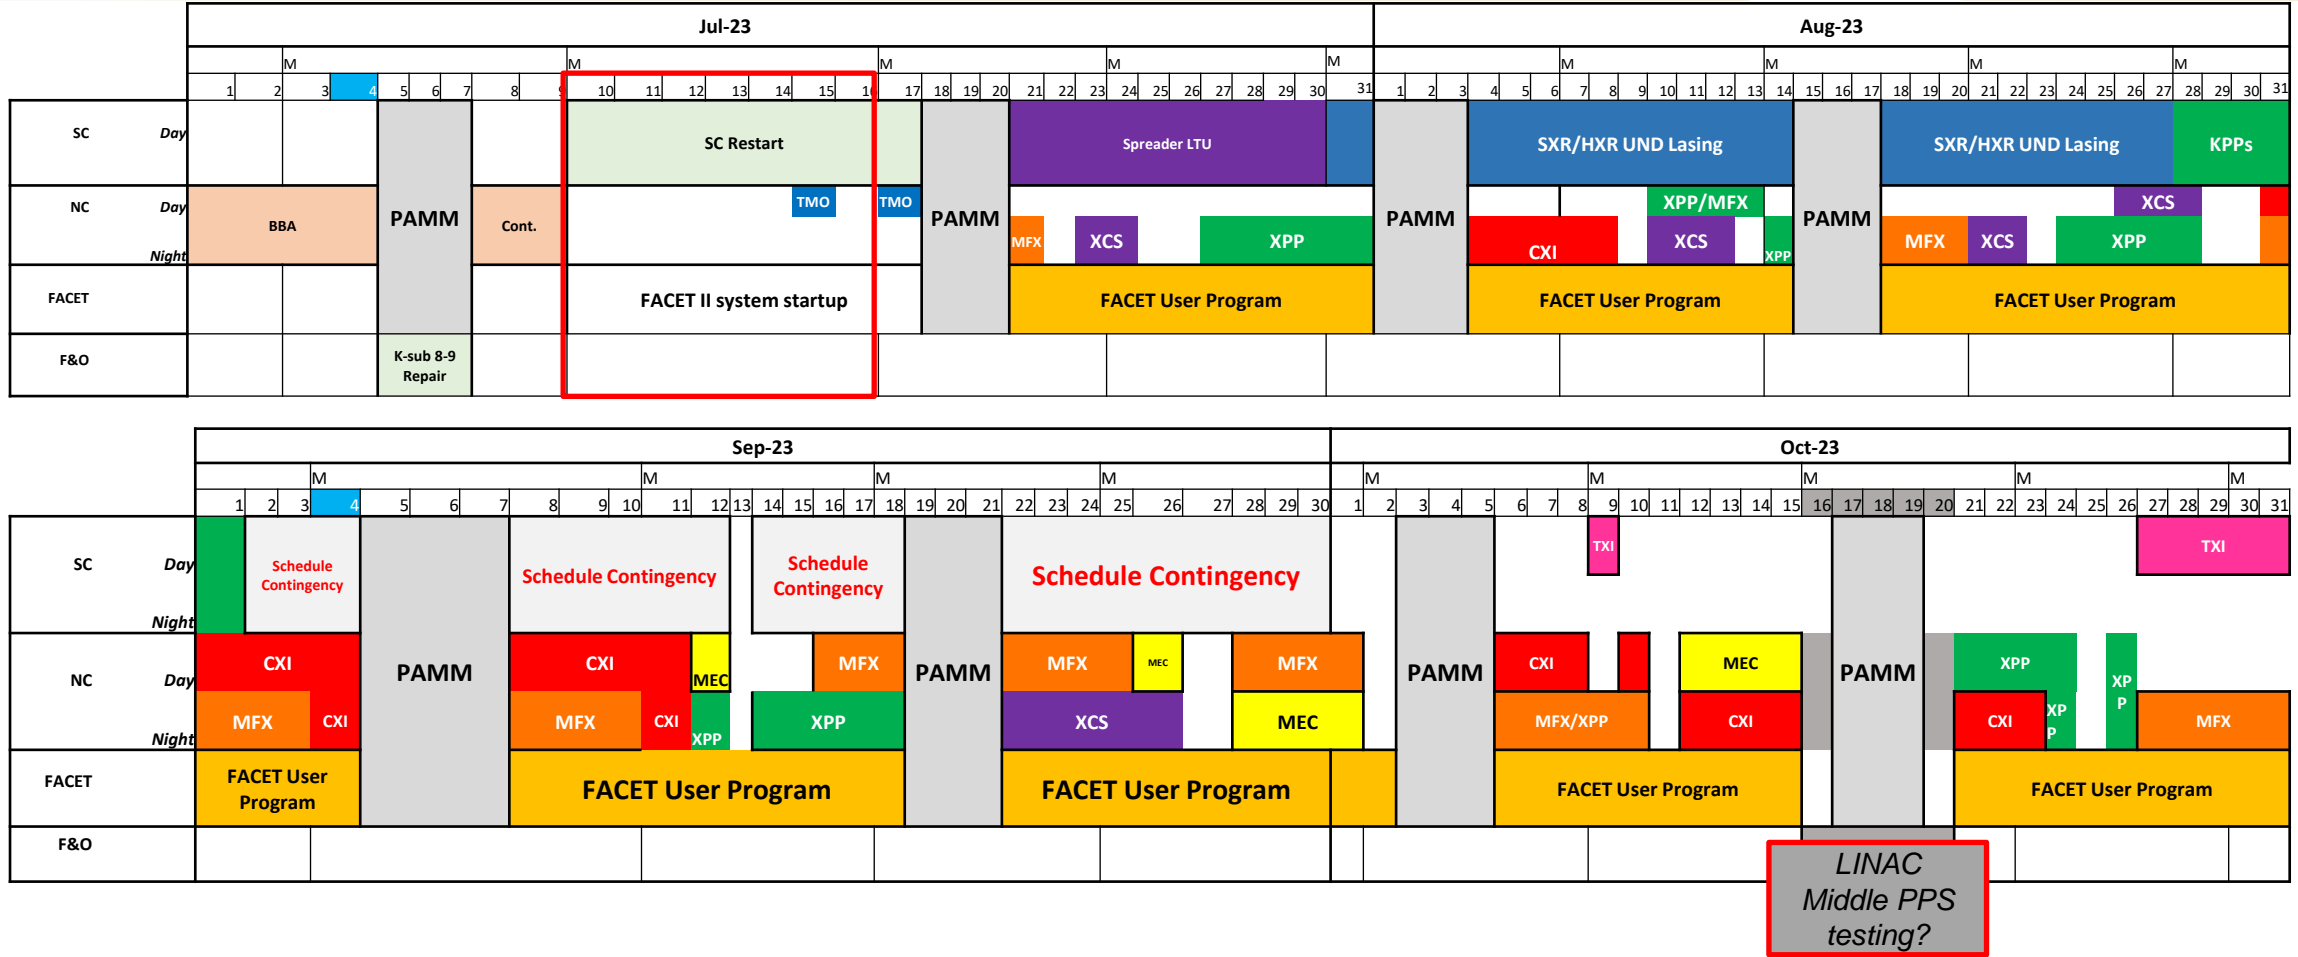 Jul-23 Aug-23
M M M M M M M M M
1 2 3 4 5 6 7 8 9 10 11 12 13 14 15 16 17 18 19 20 21 22 23 24 25 26 27 28 29 30 31 1 2 3 4 5 6 7 8 9 10 11 12 13 14 15 16 17 18 19 20 21 22 23 24 25 26 27 28 29 30 31
SC Day SC Restart Spreader LTU SXR/HXR UND Lasing SXR/HXR UND Lasing KPPs
NC Day TMO TMO XPP/MFX XCS
BBA PAMM Cont. PAMM PAMM PAMM
MFX XCS XPP CXI XCS XPP MFX XCS XPP
Night
FACET FACET II system startup FACET User Program FACET User Program FACET User Program
F&O K-sub 8-9
Repair
Sep-23 Oct-23
M M M M M M M M M
1 2 3 4 5 6 7 8 9 10 11 12 13 14 15 16 17 18 19 20 21 22 23 24 25 26 27 28 29 30 1 2 3 4 5 6 7 8 9 10 11 12 13 14 15 16 17 18 19 20 21 22 23 24 25 26 27 28 29 30 31
SC Day Schedule
Contingency
Schedule Contingency
Schedule
Contingency
Schedule Contingency
TXI TXI
Night
NC Day CXI PAMM CXI MEC MFX PAMM MFX MEC MFX PAMM CXI MEC PAMM XPP XP
P
Night MFX CXI MFX CXI XPP XPP XCS MEC MFX/XPP CXI CXI XP
P
MFX
FACET FACET User
Program
FACET User Program FACET User Program FACET User Program FACET User Program
F&O
LINAC
Middle PPS
testing?